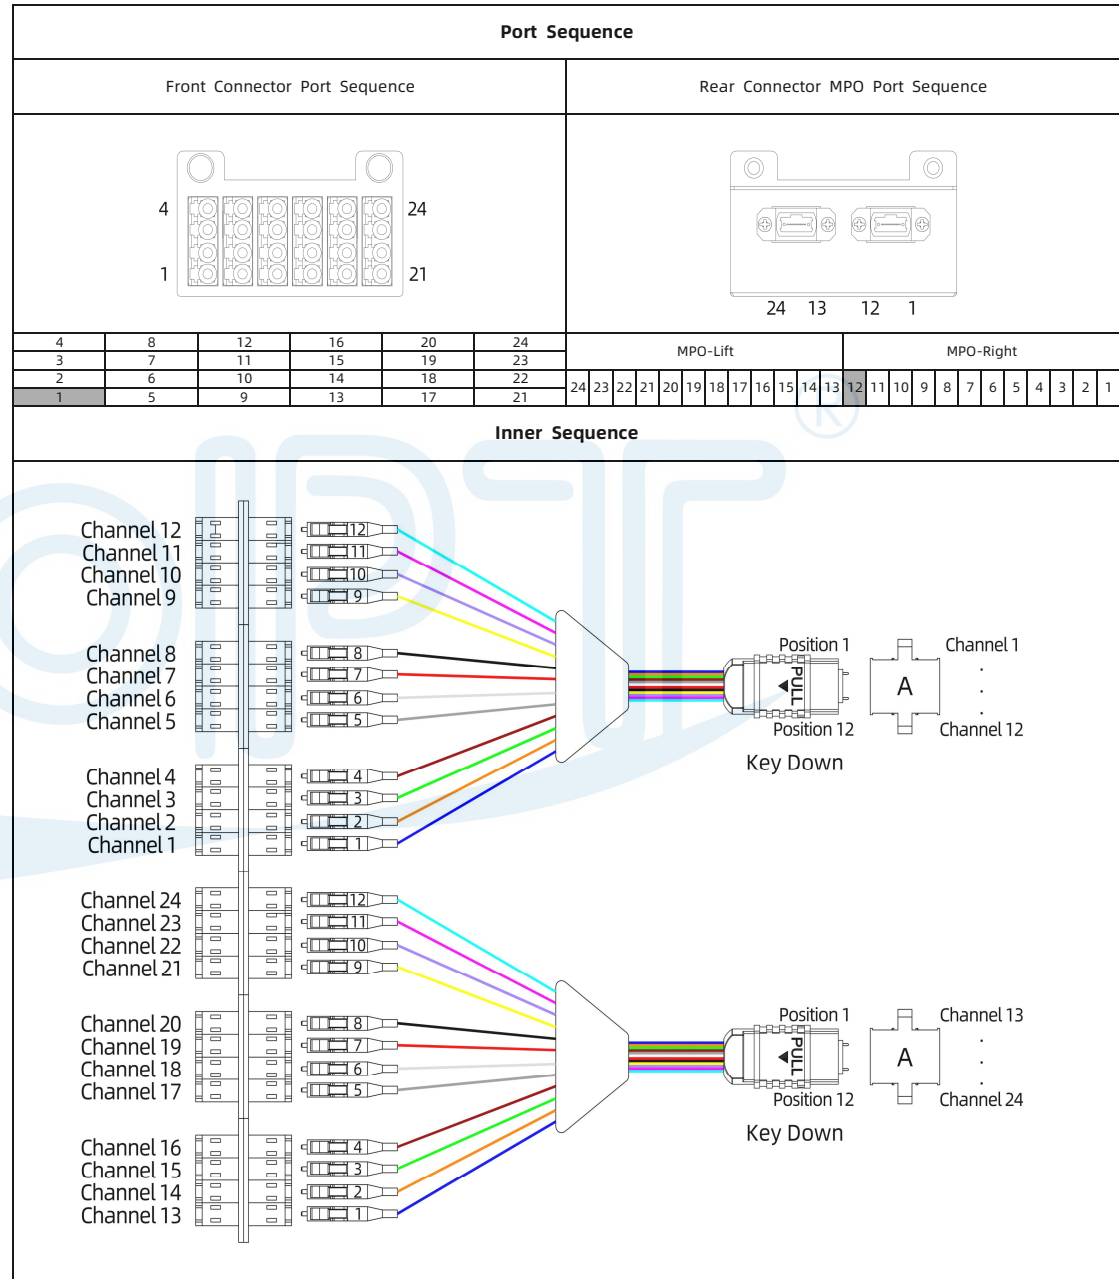 Port Sequence
Front Connector Port Sequence
Rear Connector MPO Port Sequence
4 24
1 21
24 13 12 1
4 8 12 16 20 24
3 7 11 15 19 23
2 6 10 14 18 22
1 5 9 13 17 21
MPO-Lift MPO-Right
24 23 22 21 20 19 18 17 16 15 14 13 12 11 10 9 8 7 6 5 4 3 2 1
Inner Sequence
Channel 12 12
Channel 11 11
Channel 10 10
Channel 9 9
Channel 8 8
Channel 7 7
Channel 6 6
Channel 5 5
Channel 4 4
Channel 3 3
Channel 2 2
Channel 1 1
Position 1
PULL
Position 12
Key Down
A
Channel 1
.
.
Channel 12
Channel 24 12
Channel 23 11
Channel 22 10
Channel 21 9
Channel 20 8
Channel 19 7
Channel 18 6
Channel 17 5
Channel 16 4
Channel 15 3
Channel 14 2
Channel 13 1
Position 1
PULL
Position 12
Key Down
A
Channel 13
.
.
.
Channel 24
®